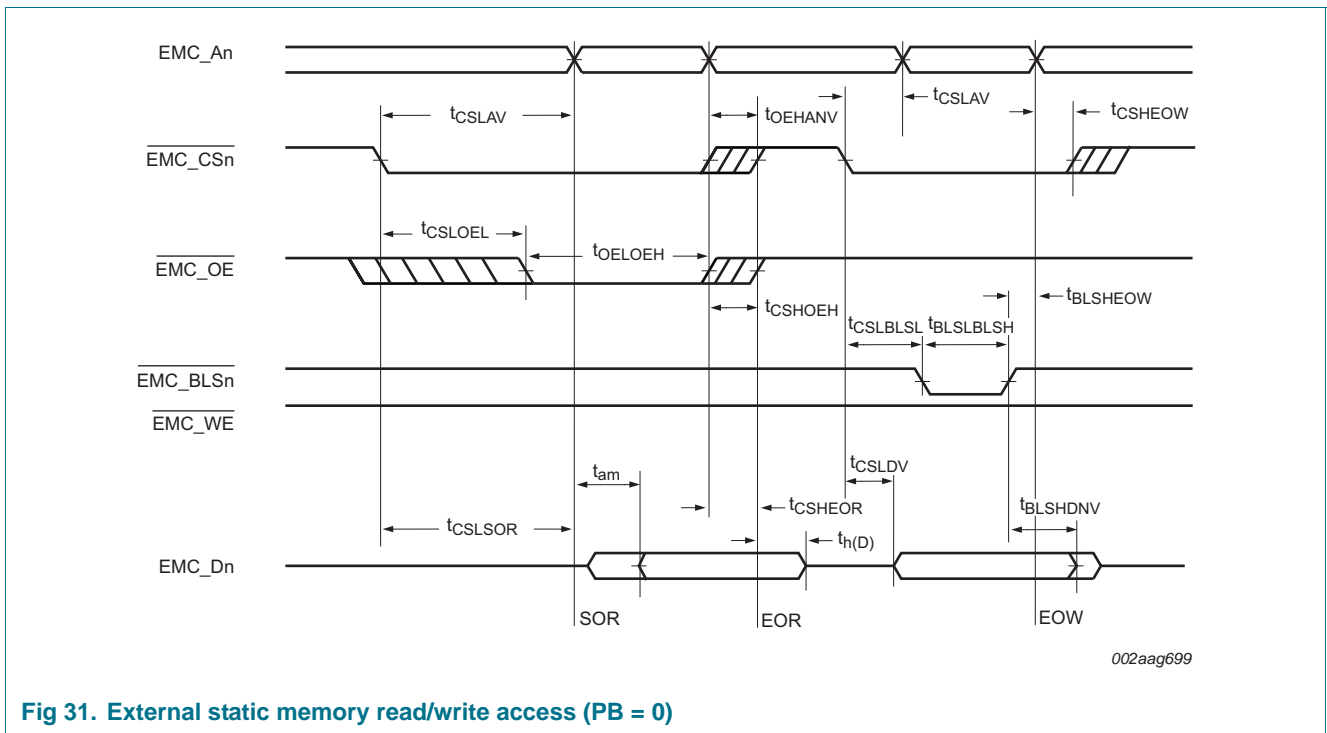 EMC_An
tCSLAV
tOEHANV
tCSLAV
tCSHEOW
EMC_CSn
tCSLOEL
tOELOEH
EMC_OE
tCSHOEH
tBLSHEOW
tCSLBLSL
tBLSLBLSH
EMC_BLSn
EMC_WE
tam
tCSLDV
tCSLSOR
tCSHEOR
tBLSHDNV
th(D)
EMC_Dn
SOR
EOR
EOW
002aag699
Fig 31. External static memory read/write access (PB = 0)